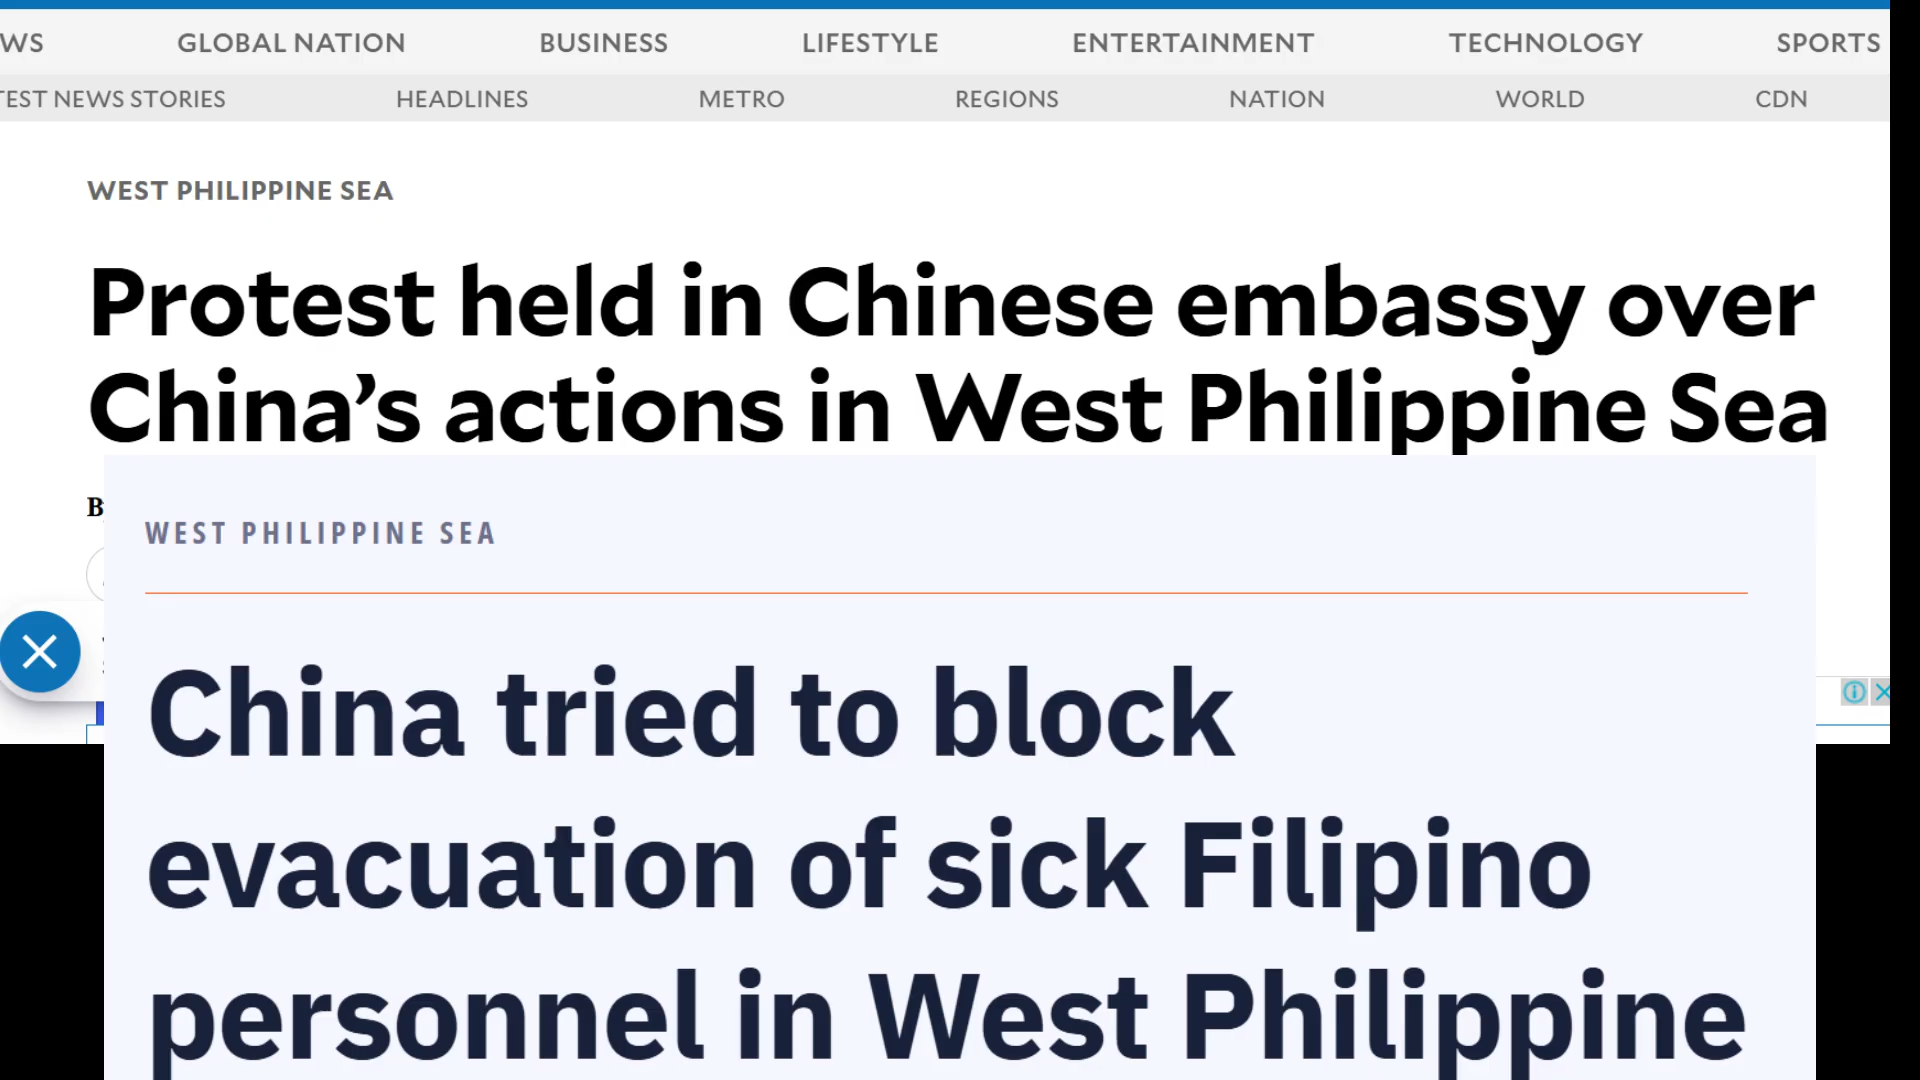 WS GLOBAL NATION BUSINESS LIFESTYLE ENTERTAINMENT TECHNOLOGY SPORTS
TEST NEWS STORIES HEADLINES METRO REGIONS NATION WORLD CDN
WEST PHILIPPINE SEA
Protest held in Chinese embassy over
China’s actions in West Philippine Sea
WEST PHILIPPINE SEA
China tried to block
evacuation of sick Filipino
personnel in West Philippine